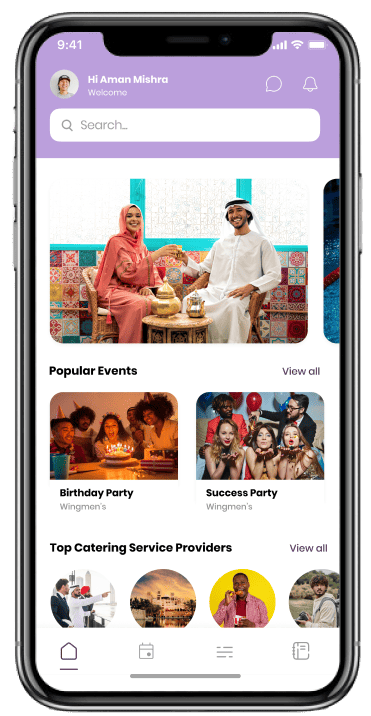 9:41
Hi Aman Mishra
Welcome
Search..
Popular Events
View all
Birthday Party
Wingmen's
Success Party
Wingmen's
Top Catering Service Providers
View all